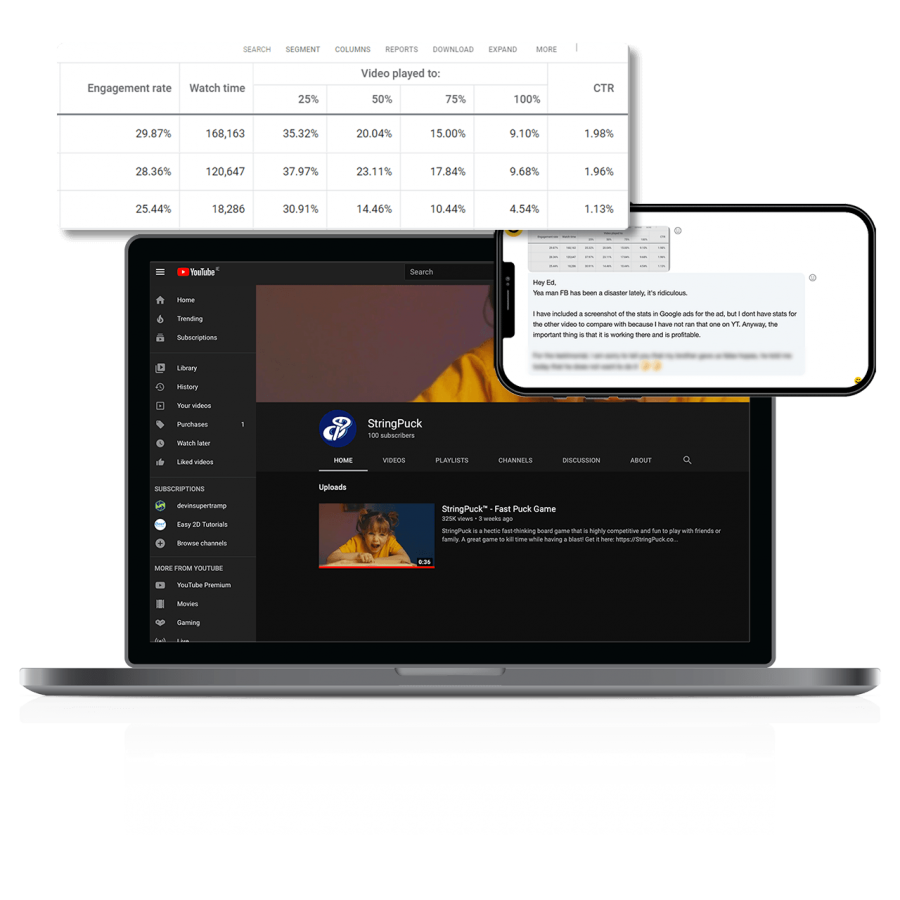 SEARCH SEGMENT COLUMNS REPORTS DOWNLOAD EXPAND MORE
Engagement rate Watch time Video played to: CTR
25% 50% 75% 100%
29.87% 168,163 35.32% 20.04% 15.00% 9.10% 1.98%
28.36% 120,647 37.97% 23.11% 17.84% 9.68% 1.96%
25.44% 18,286 30.91% 14.46% 10.44% 4.54% 1.13%
Hey Ed,
Yea man FB has been a disaster lately, it's ridiculous.
I have included a screenshot of the stats in Google ads for the ad, but I dont have stats for
the other video to compare with because I have not ran that one on YT. Anyway, the
important thing is that it is working there and is profitable.
YouTube
Search
Home
Trending
Subscriptions
Library
History
Your videos
Purchases 1
Watch later
Liked videos
SUBSCRIPTIONS
devinsupertramp
Easy 2D Tutorials
Browse channels
MORE FROM YOUTUBE
YouTube Premium
Movies
Gaming
Live
StringPuck
100 subscribers
HOME VIDEOS PLAYLISTS CHANNELS DISCUSSION ABOUT
Uploads
StringPuck™ - Fast Puck Game
325K views • 3 weeks ago
StringPuck is a hectic fast-thinking board game that is highly competitive and fun to play with friends or
family. A great game to kill time while having a blast! Get it here: https://StringPuck.co...
0:36